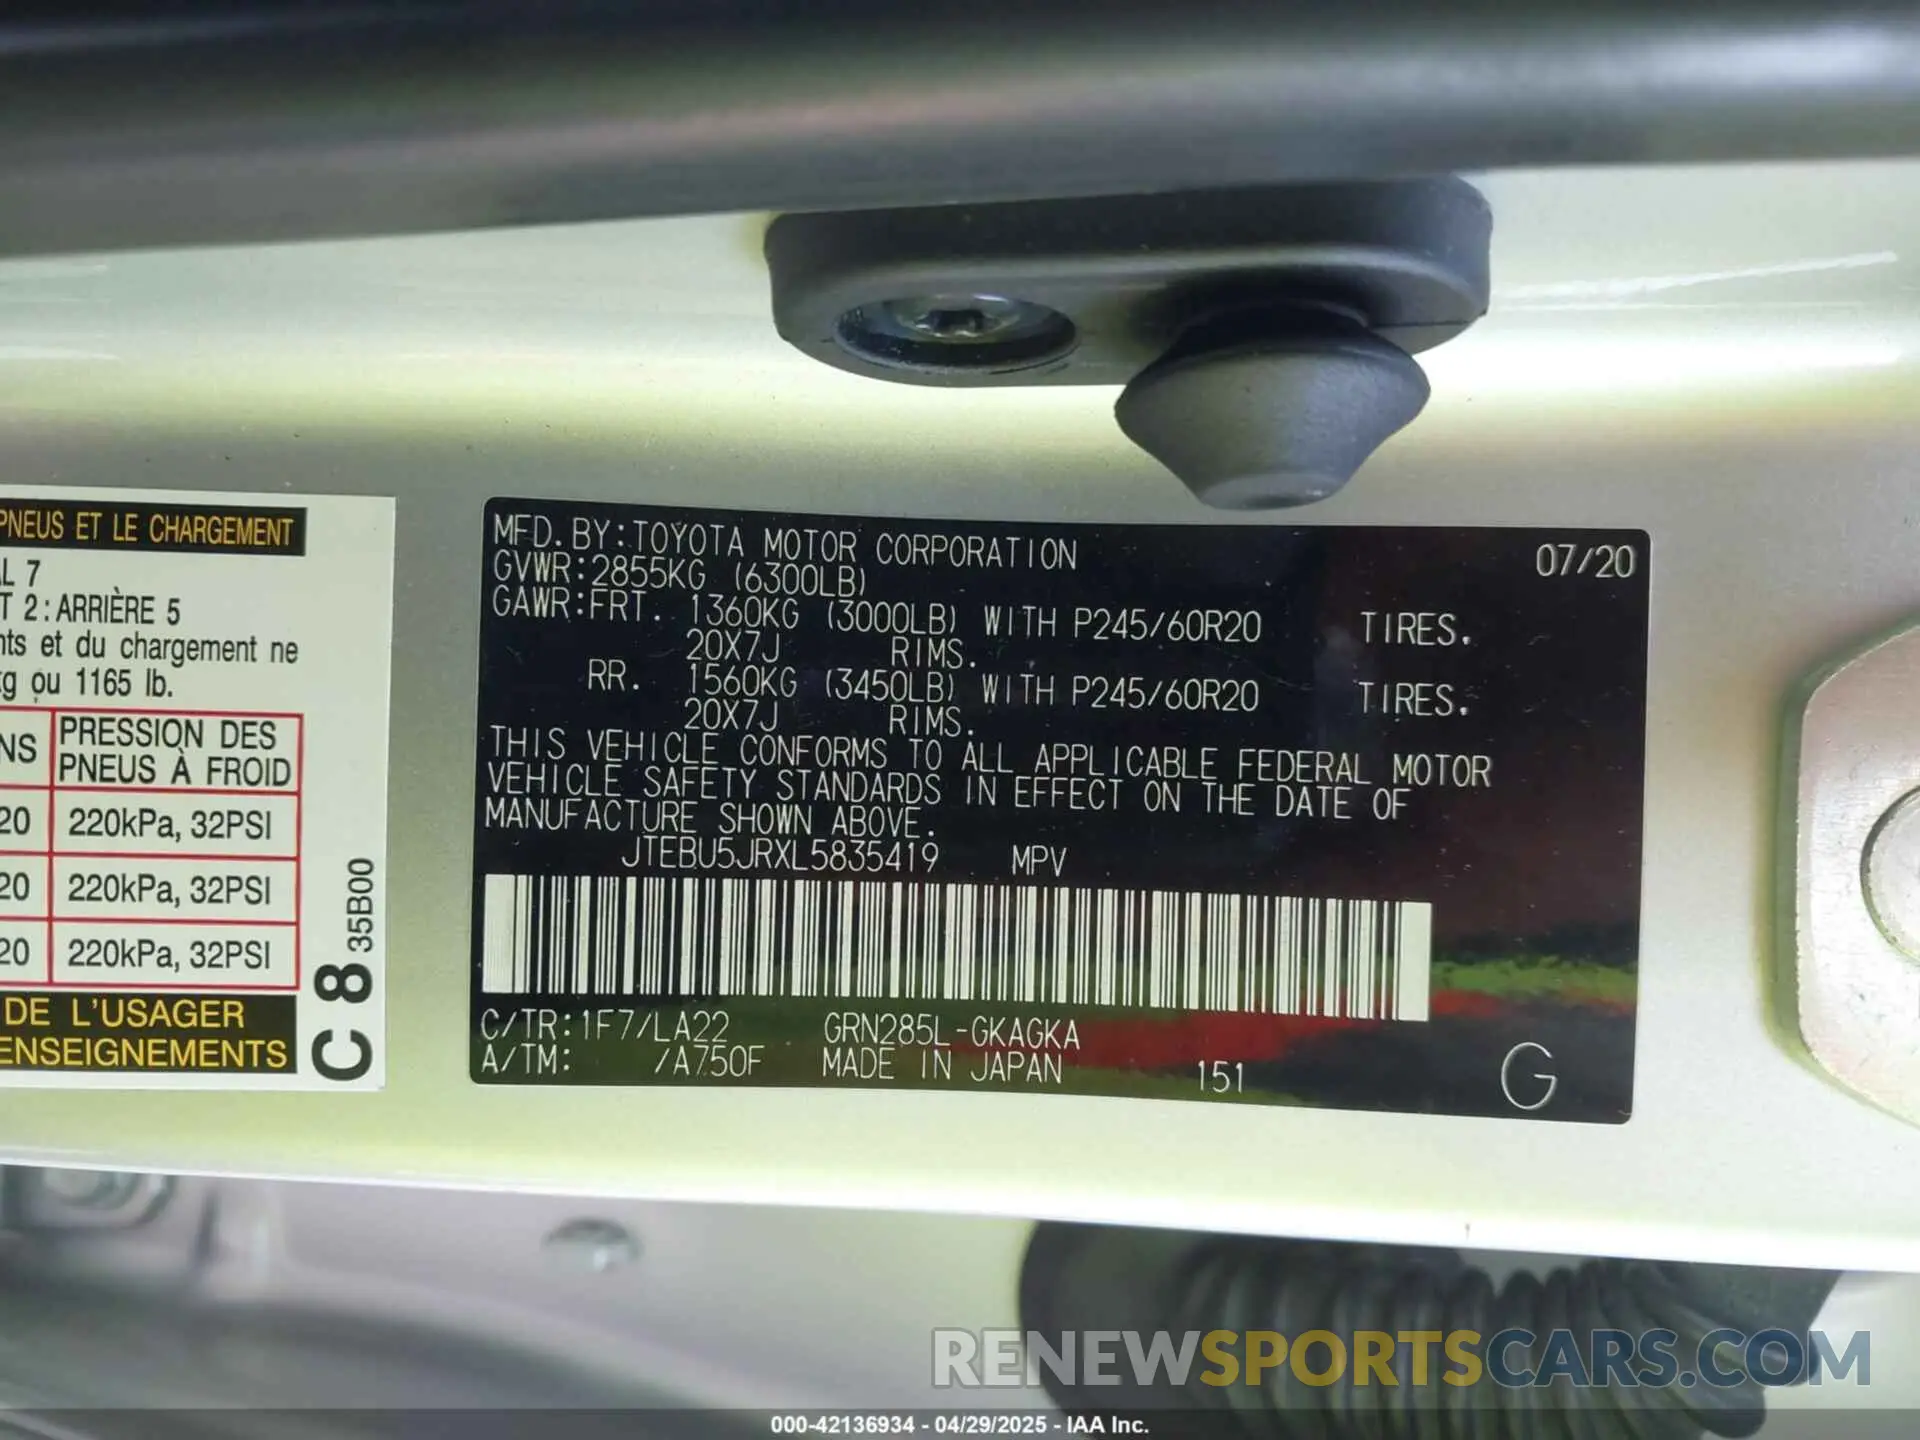 PNEUS ET LE CHARGEMENT
L 7
T 2 : ARRIÈRE 5
nts et du chargement ne
kg ou 1165 lb.
NS
PRESSION DES
PNEUS À FROID
20 220kPa, 32PSI
20 220kPa, 32PSI
20 220kPa, 32PSI
DE L'USAGER
ENSEIGNEMENTS
C 8 35B00
MFD. BY: TOYOTA MOTOR CORPORATION 07/20
GVWR: 2855KG (6300LB)
GAWR: FRT. 1360KG (3000LB) WITH P245/60R20 TIRES.
20X7J RIMS.
RR. 1560KG (3450LB) WITH P245/60R20 TIRES.
20X7J RIMS.
THIS VEHICLE CONFORMS TO ALL APPLICABLE FEDERAL MOTOR
VEHICLE SAFETY STANDARDS IN EFFECT ON THE DATE OF
MANUFACTURE SHOWN ABOVE.
JTEBU5JRXL5835419 MPV
C/TR: 1F7/LA22 GRN285L-GKAGKA
A/TM: /A750F MADE IN JAPAN 151 G
RENEWSPORTSCARS.COM
000-42136934 - 04/29/2025 - IAA Inc.